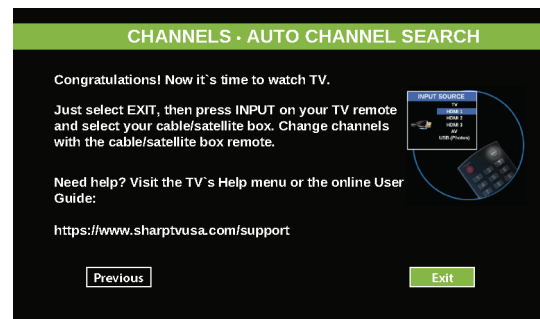 CHANNELS • AUTO CHANNEL SEARCH
Congratulations! Now it`s time to watch TV.
Just select EXIT, then press INPUT on your TV remote
and select your cable/satellite box. Change channels
with the cable/satellite box remote.
INPUT SOURCE
TV
HDMI 1
HDMI 2
HDMI 3
AV
USB (Photos)
Need help? Visit the TV`s Help menu or the online User
Guide:
https://www.sharptvusa.com/support
Previous
Exit